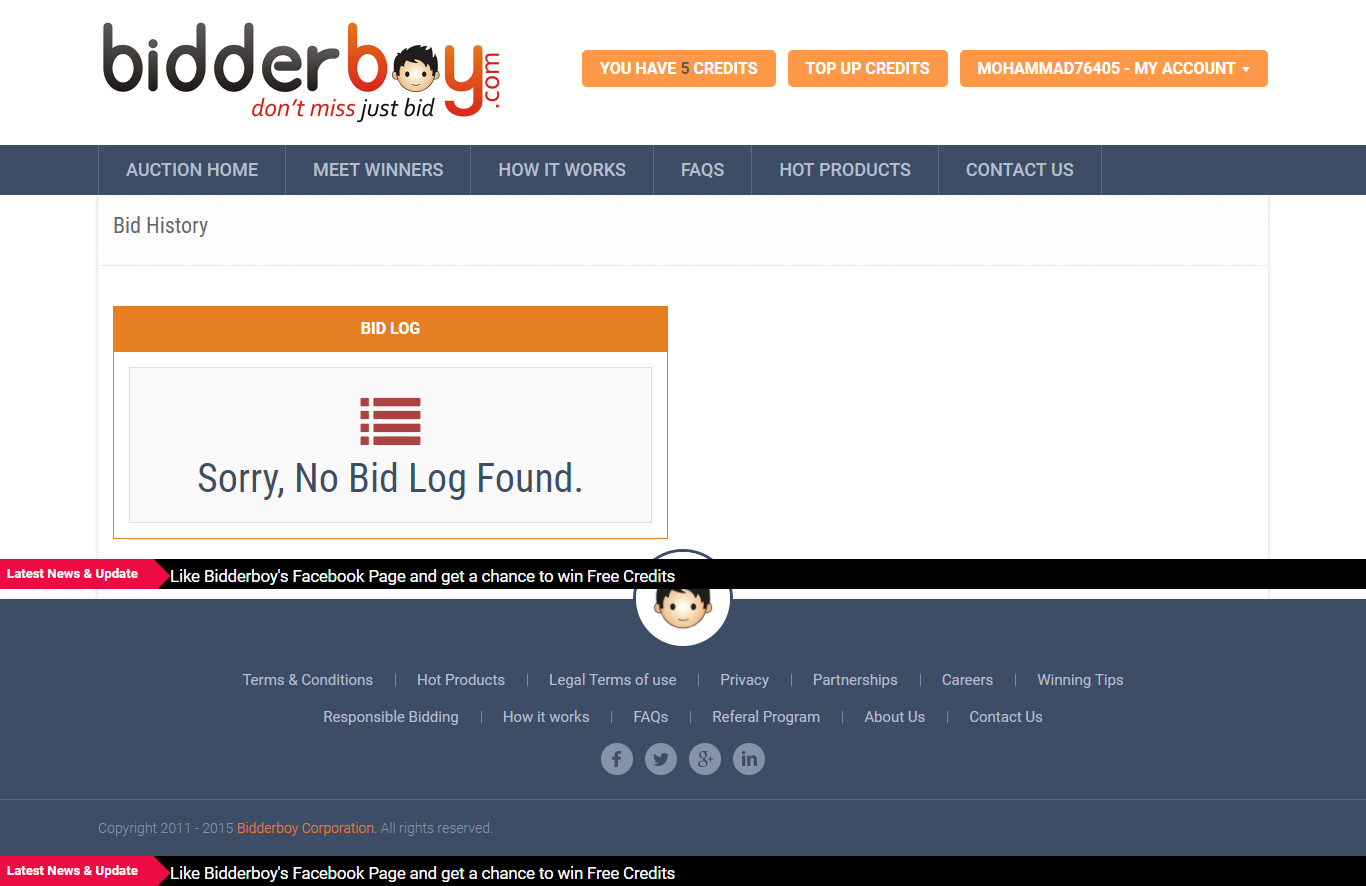 bidderboy.com
don't miss just bid
YOU HAVE 5 CREDITS
TOP UP CREDITS
MOHAMMAD76405 - MY ACCOUNT
AUCTION HOME
MEET WINNERS
HOW IT WORKS
FAQS
HOT PRODUCTS
CONTACT US
Bid History
BID LOG
Sorry, No Bid Log Found.
Latest News & Update
Like Bidderboy's Facebook Page and get a chance to win Free Credits
Terms & Conditions | Hot Products | Legal Terms of use | Privacy | Partnerships | Careers | Winning Tips
Responsible Bidding | How it works | FAQs | Referal Program | About Us | Contact Us
Copyright 2011 - 2015 Bidderboy Corporation. All rights reserved.
Latest News & Update
Like Bidderboy's Facebook Page and get a chance to win Free Credits